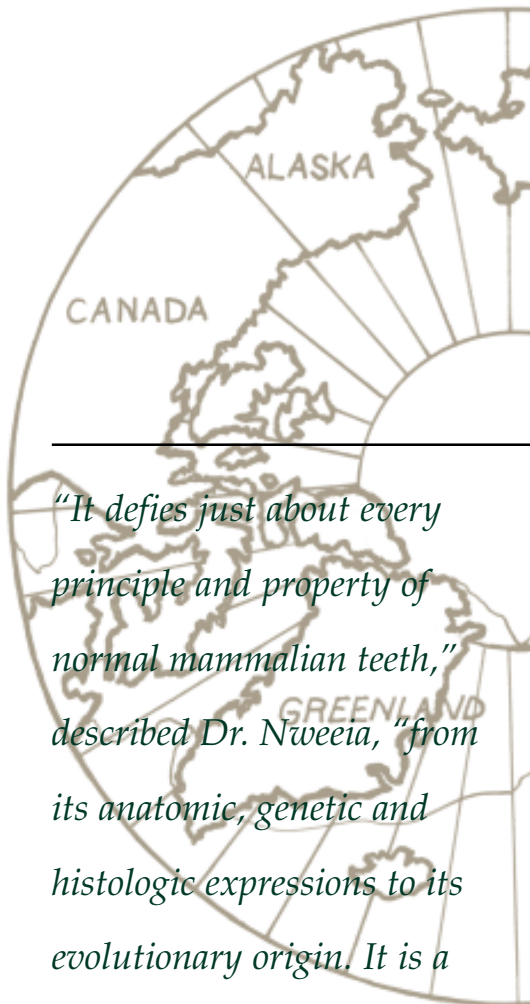 ALASKA
CANADA
“It defies just about every
principle and property of
normal mammalian teeth,”
GREENLAND
described Dr. Nweeia, “from
its anatomic, genetic and
histologic expressions to its
evolutionary origin. It is a